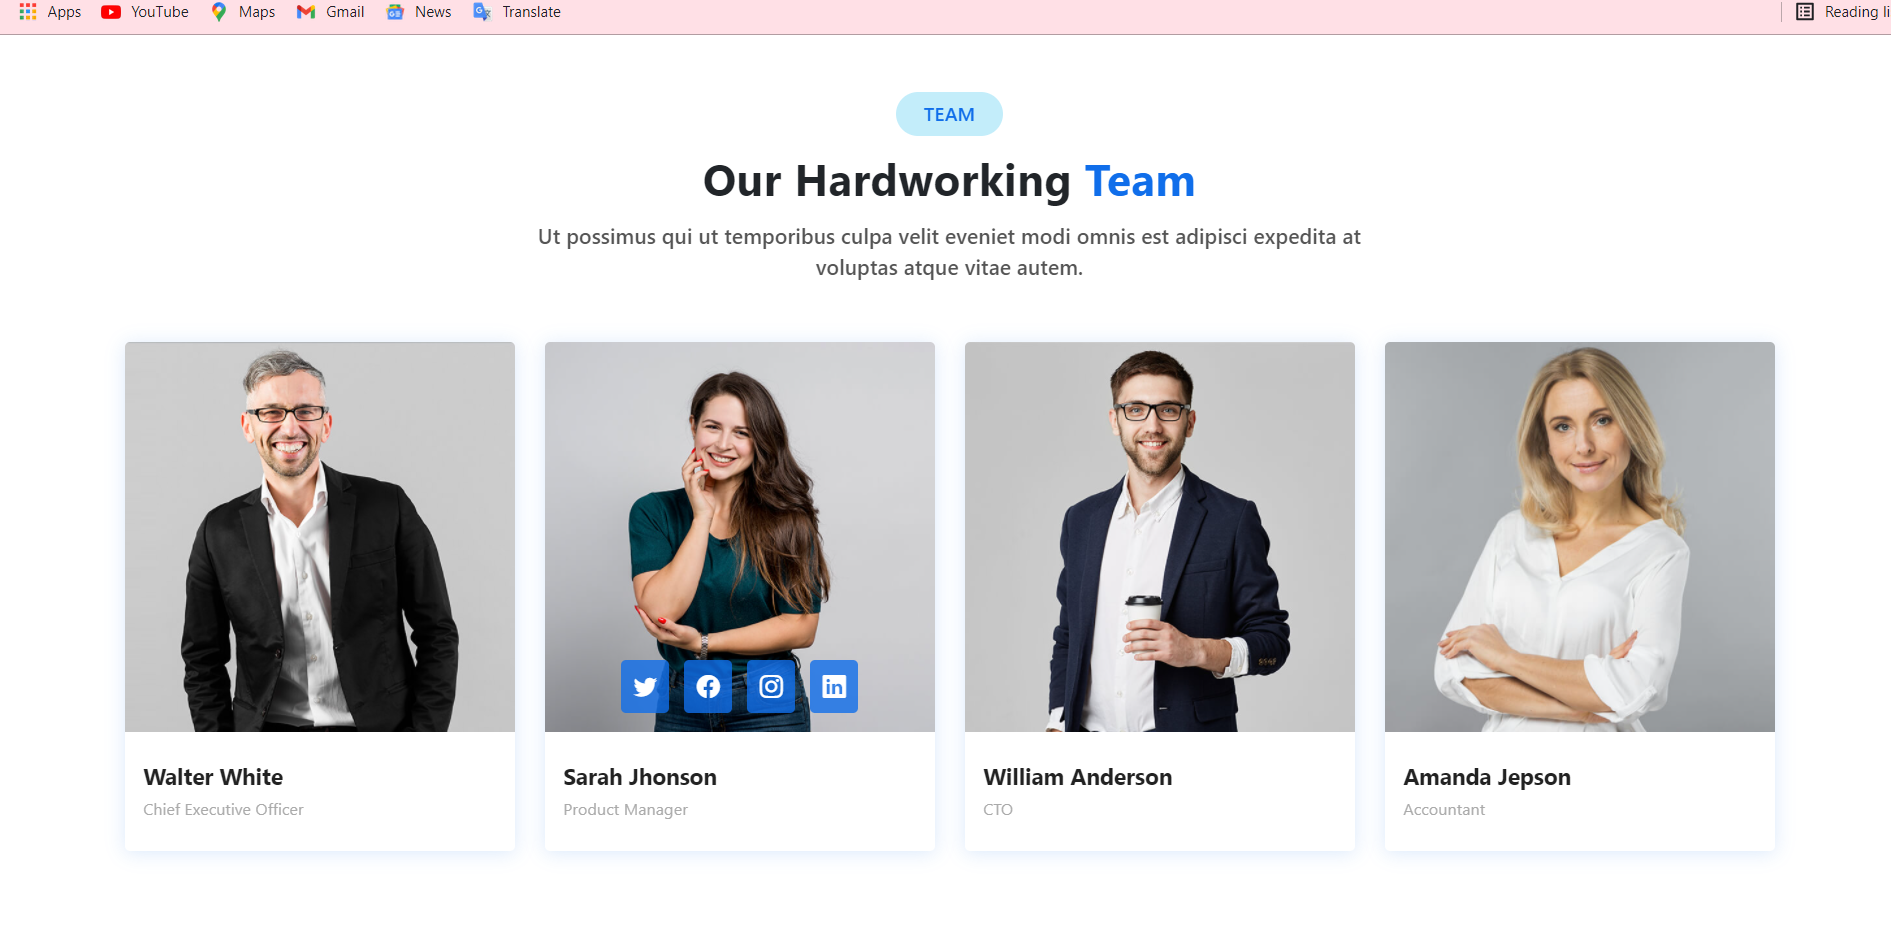 Apps YouTube Maps Gmail News Translate Reading li
TEAM
Our Hardworking Team
Ut possimus qui ut temporibus culpa velit eveniet modi omnis est adipisci expedita at
voluptas atque vitae autem.
Walter White
Chief Executive Officer
Sarah Jhonson
Product Manager
William Anderson
CTO
Amanda Jepson
Accountant